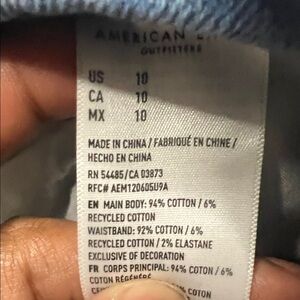 AMERICAN
OUTFITTERS
US 10
CA 10
MX 10
MADE IN CHINA / FABRIQUÉ EN CHINE /
HECHO EN CHINA
RN 54485/CA 03873
RFC# AEM120605U9A
EN MAIN BODY: 94% COTTON / 6%
RECYCLED COTTON
WAISTBAND: 92% COTTON / 6%
RECYCLED COTTON / 2% ELASTANE
EXCLUSIVE OF DECORATION
FR CORPS PRINCIPAL: 94% COTON / 6%
COTON RÉGÉNÉRÉ